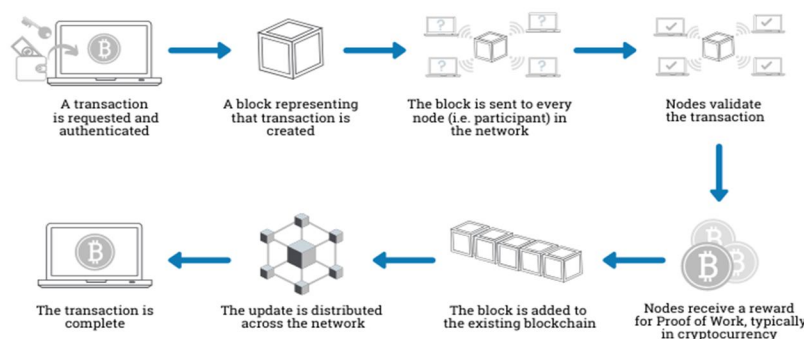 A transaction
is requested and
authenticated
A block representing
that transaction is
created
The block is sent to every
node (i.e. participant) in
the network
Nodes validate
the transaction
Nodes receive a reward
for Proof of Work, typically
in cryptocurrency
The block is added to
the existing blockchain
The update is distributed
across the network
The transaction is
complete